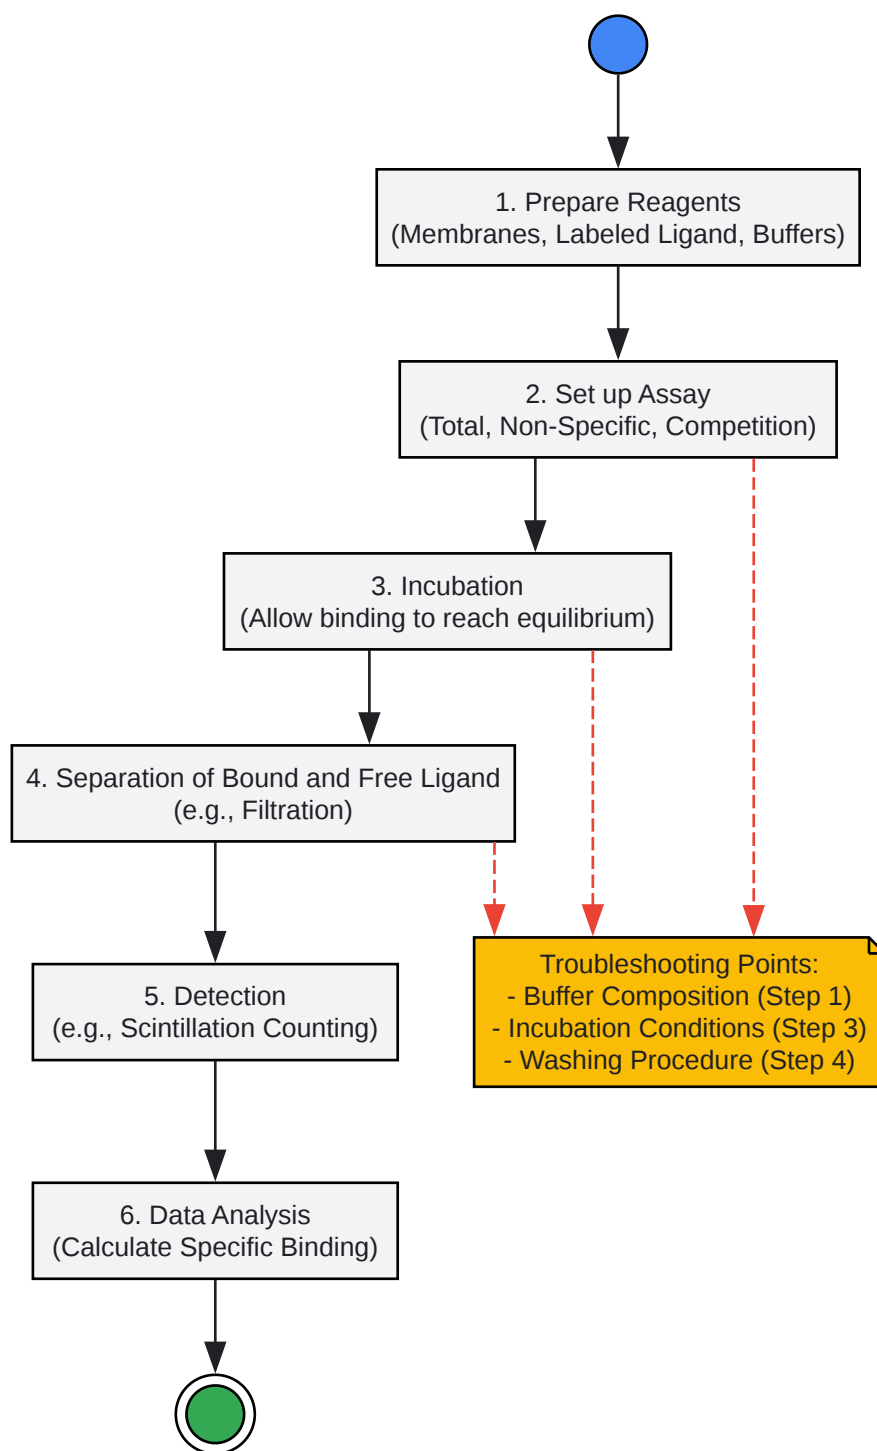 1. Prepare Reagents
(Membranes, Labeled Ligand, Buffers)
2. Set up Assay
(Total, Non-Specific, Competition)
3. Incubation
(Allow binding to reach equilibrium)
4. Separation of Bound and Free Ligand
(e.g., Filtration)
Troubleshooting Points:
- Buffer Composition (Step 1)
- Incubation Conditions (Step 3)
- Washing Procedure (Step 4)
5. Detection
(e.g., Scintillation Counting)
6. Data Analysis
(Calculate Specific Binding)